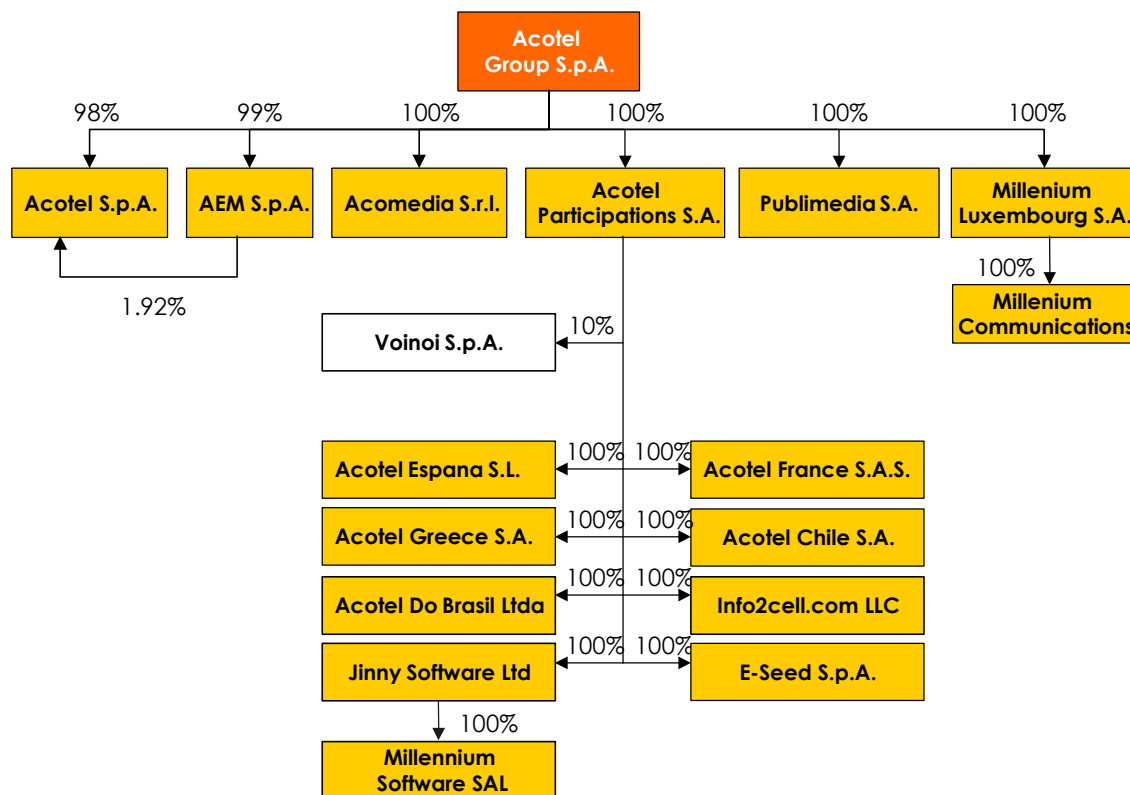 Acotel
Group S.p.A.
98%
99%
100%
100%
100%
100%
Acotel S.p.A.
AEM S.p.A.
Acomedia S.r.l.
Acotel
Participations S.A.
Publimedia S.A.
Millenium
Luxembourg S.A.
1.92%
100%
Millenium
Communications
Voinoi S.p.A.
10%
Acotel Espana S.L.
100%
100%
Acotel France S.A.S.
Acotel Greece S.A.
100%
100%
Acotel Chile S.A.
Acotel Do Brasil Ltda
100%
100%
Info2cell.com LLC
Jinny Software Ltd
100%
100%
E-Seed S.p.A.
100%
Millennium
Software SAL